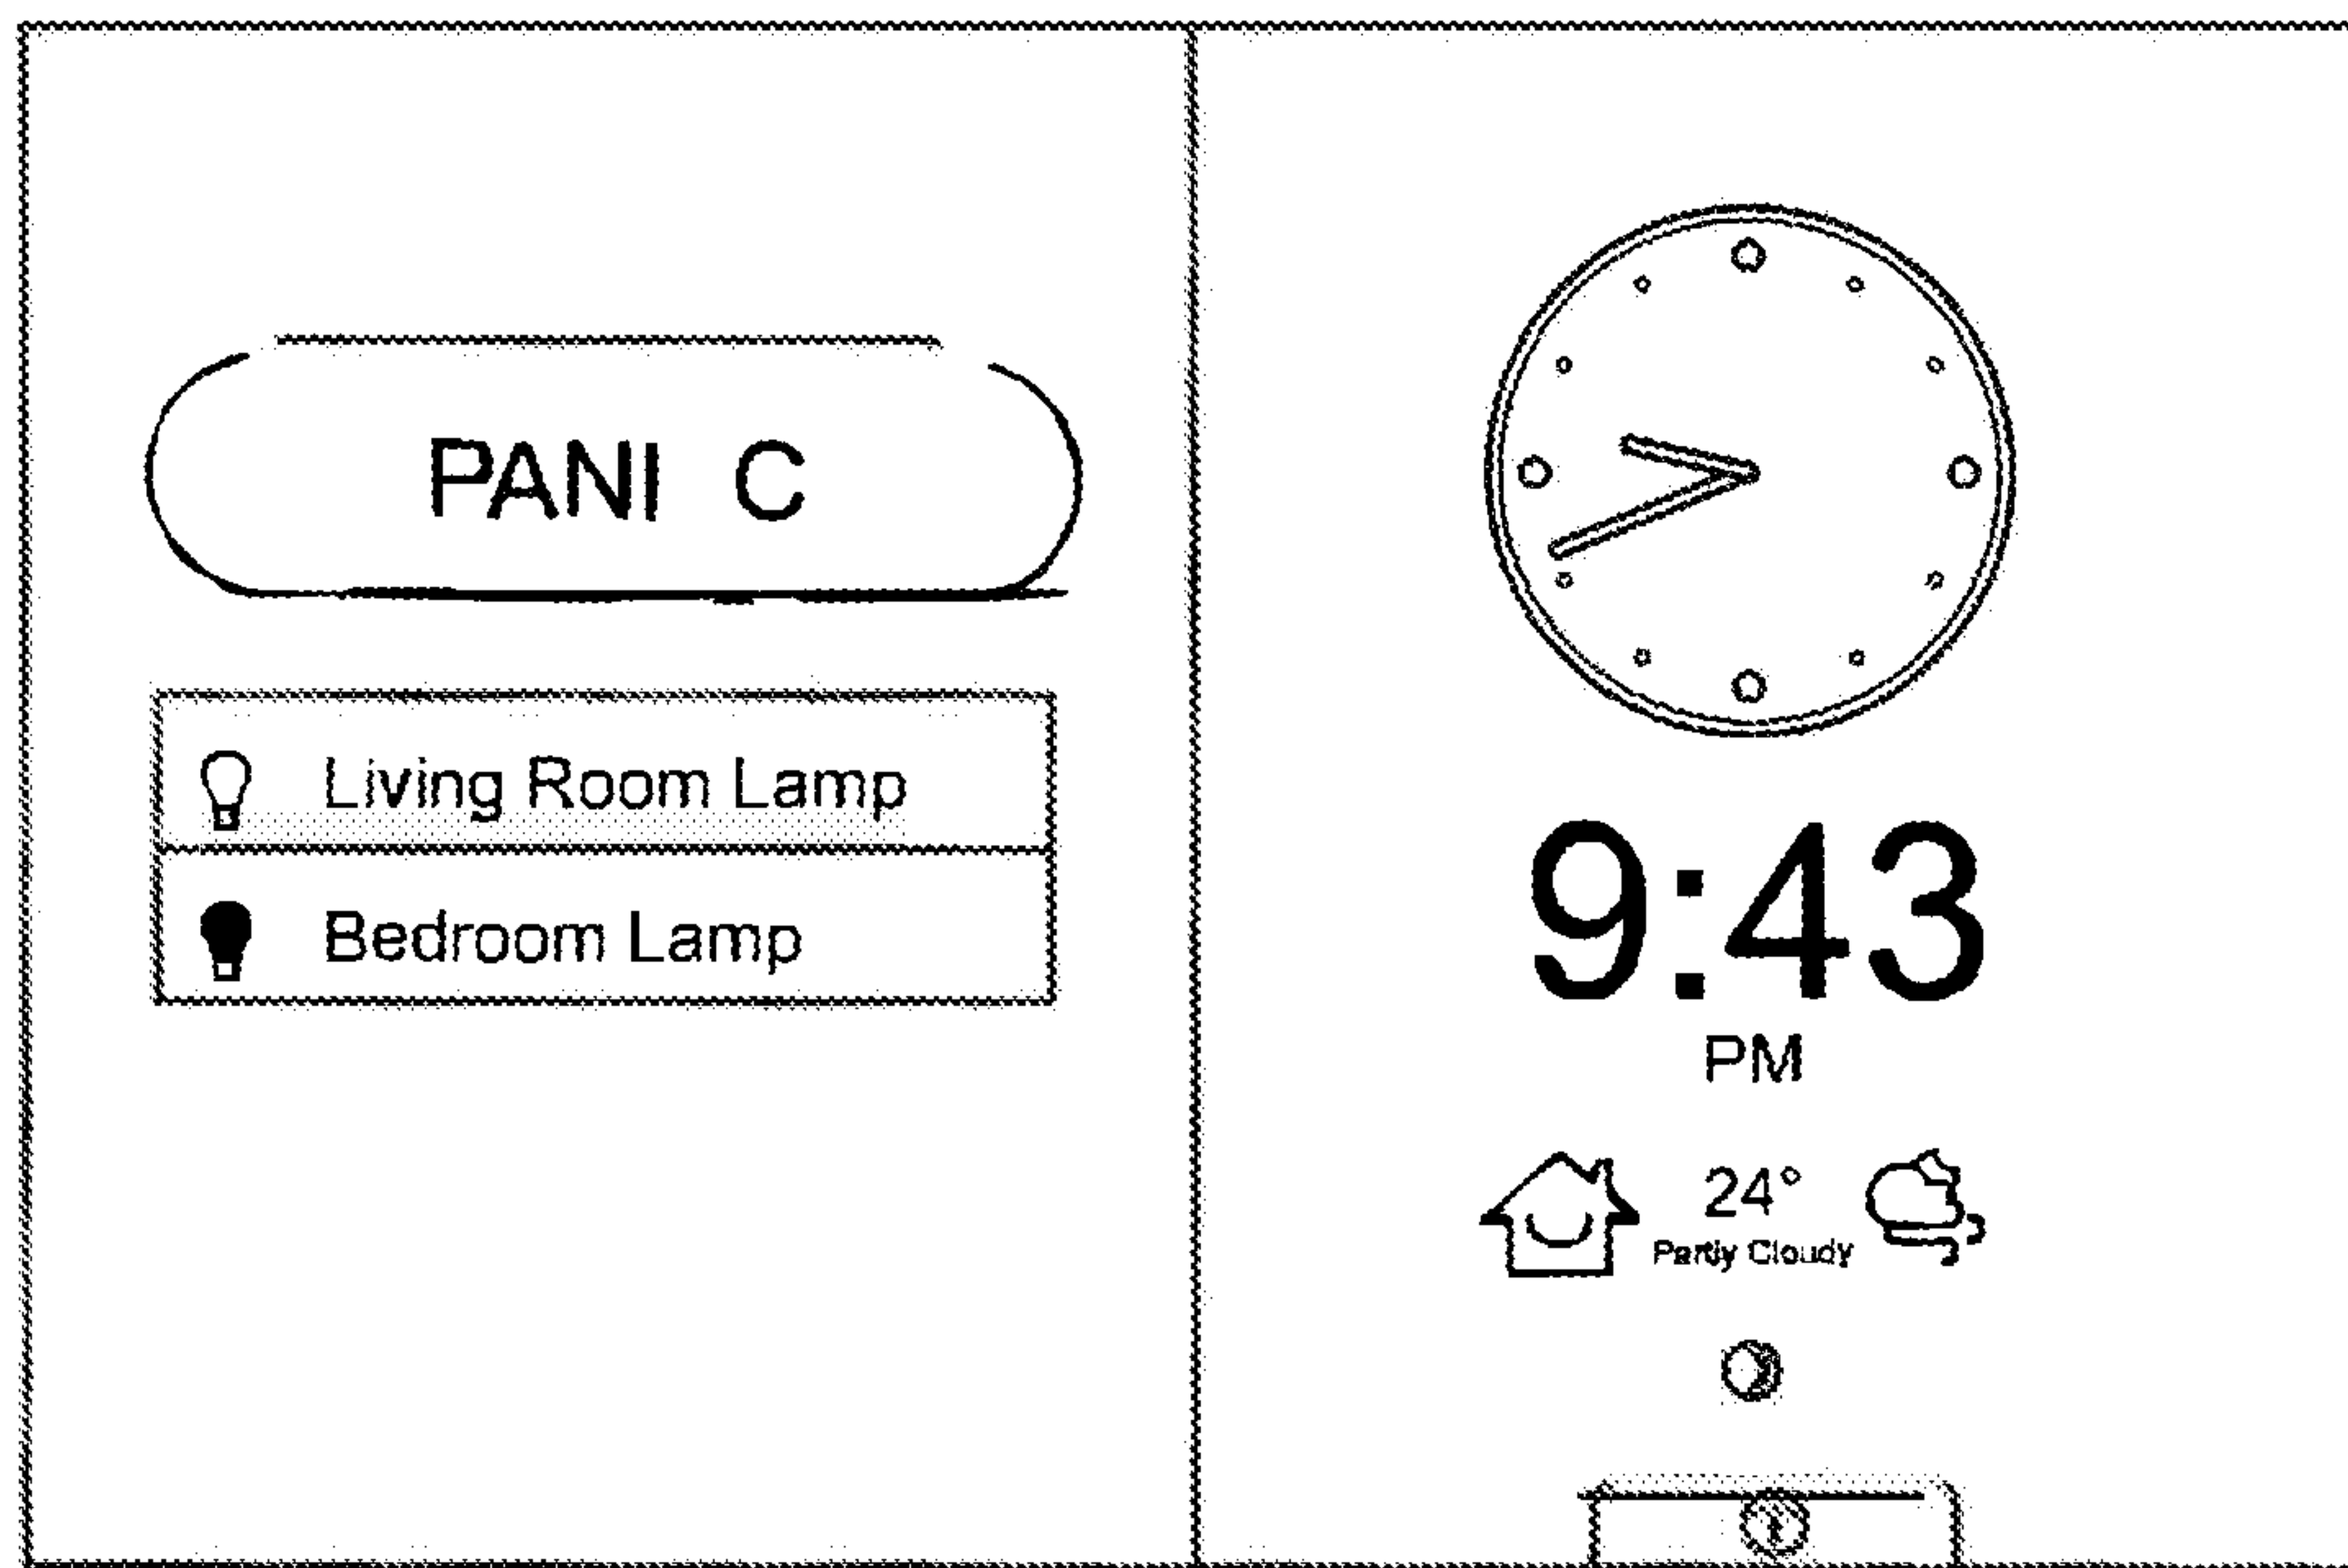 PANI C
Living Room Lamp
Bedroom Lamp
9:43
PM
24°
Partly Cloudy